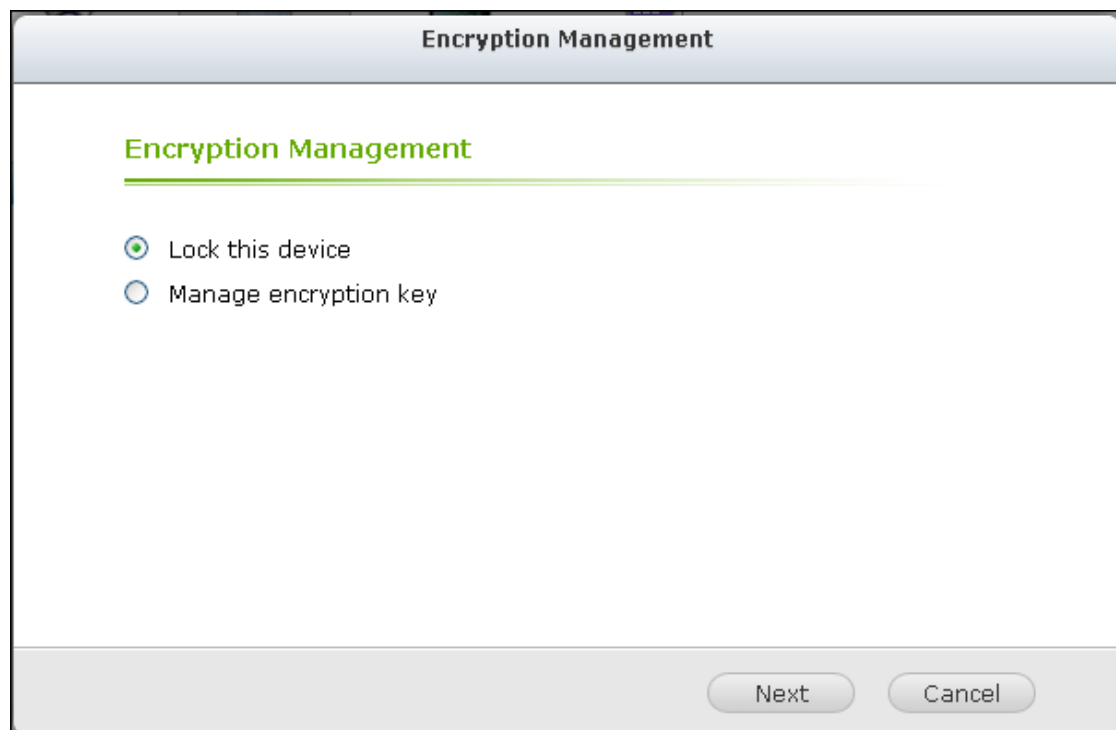 Encryption Management
Encryption Management
Lock this device
Manage encryption key
Next Cancel